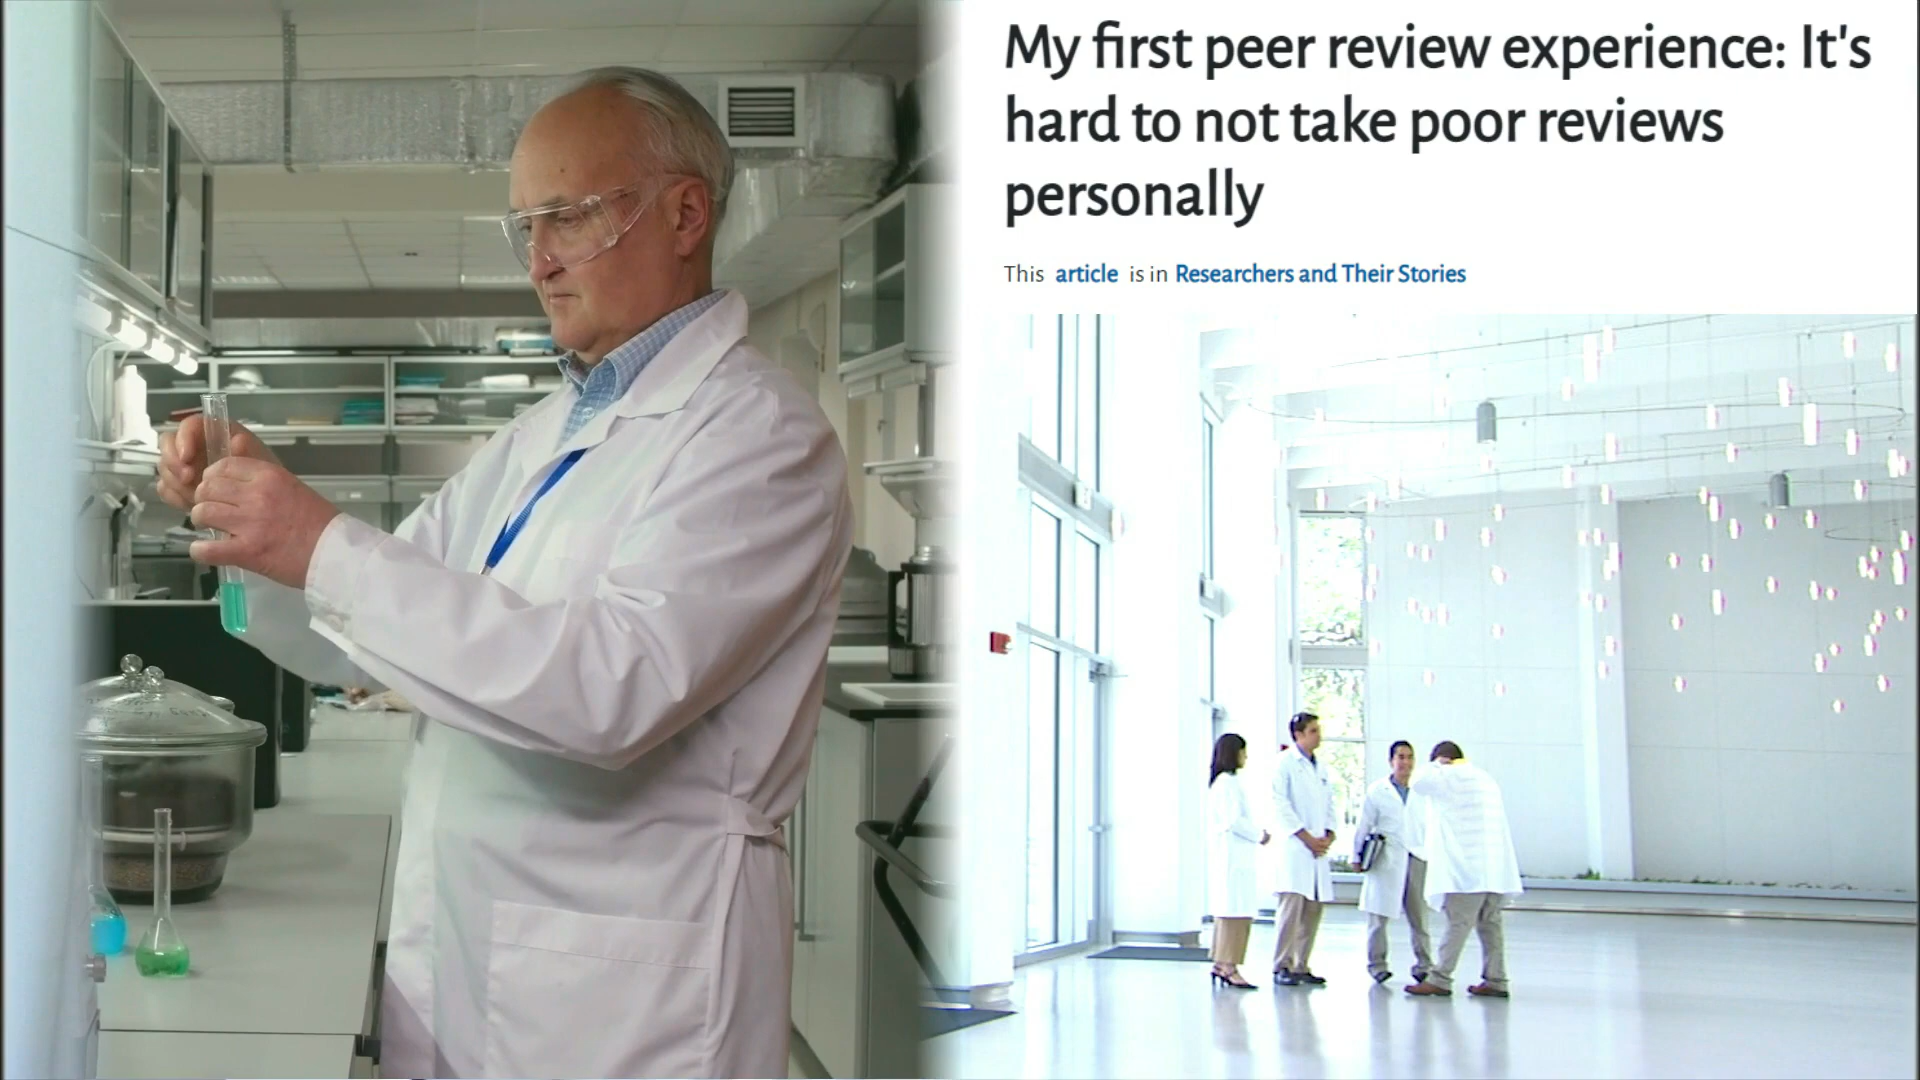 My first peer review experience: It's
hard to not take poor reviews
personally
This article is in Researchers and Their Stories